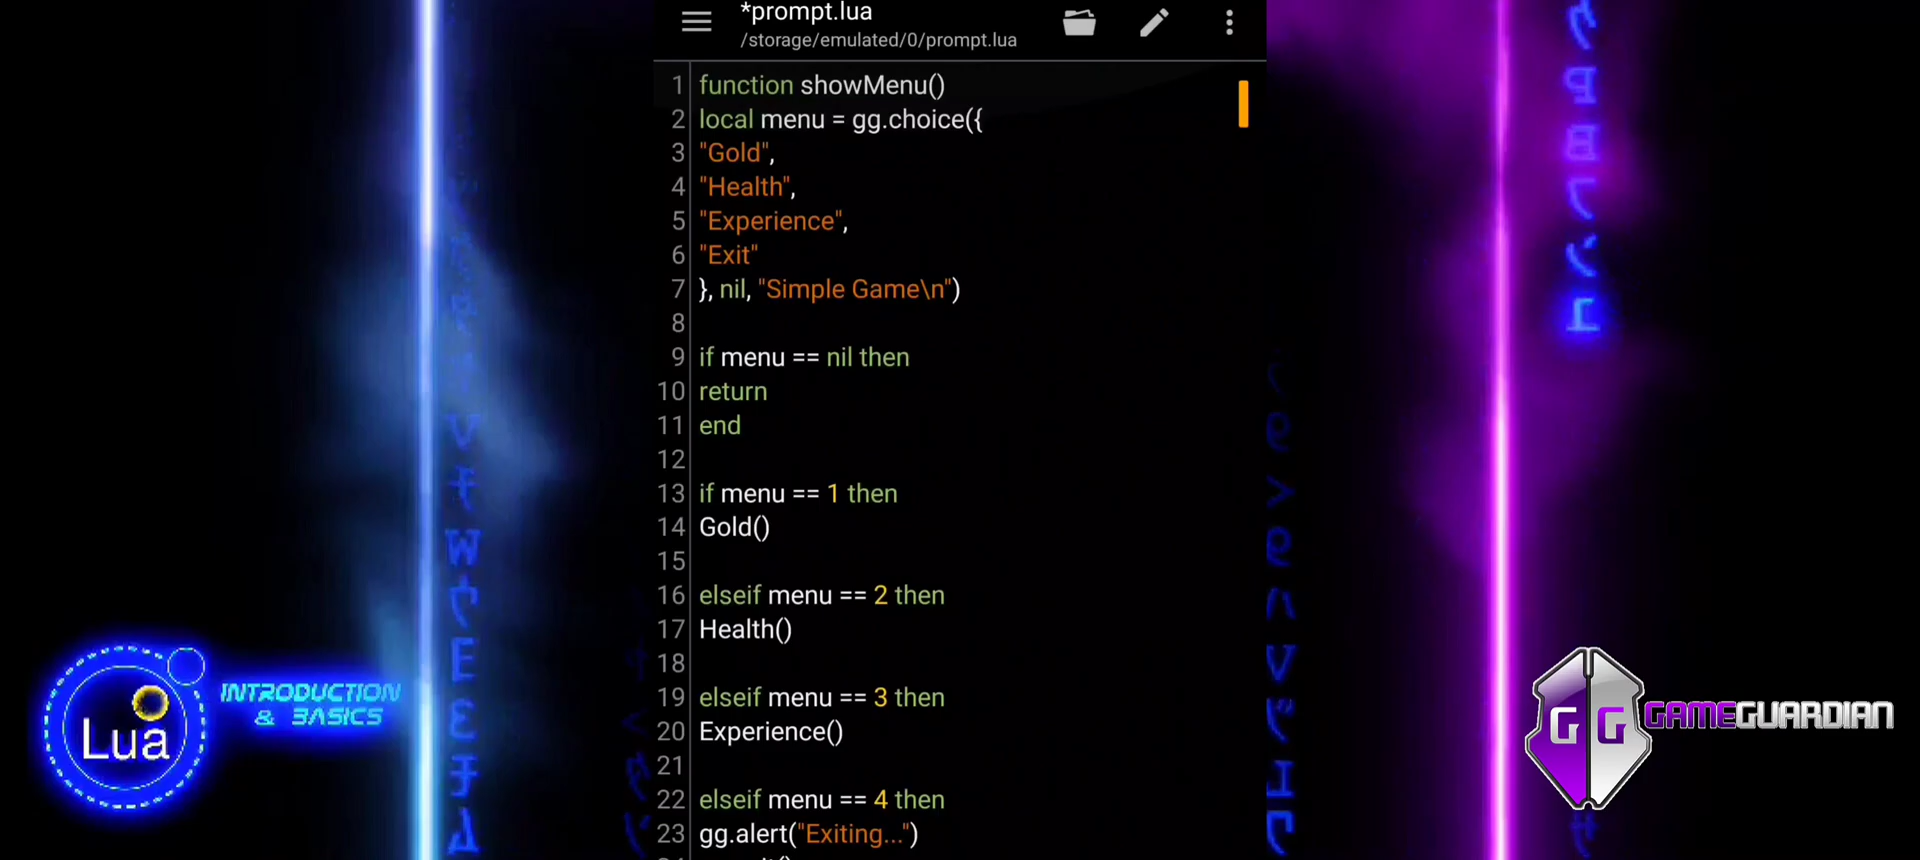 *prompt.lua
/storage/emulated/0/prompt.lua
1 function showMenu()
2 local menu = gg.choice({
3 "Gold",
4 "Health",
5 "Experience",
6 "Exit"
7 }, nil, "Simple Game\n")
8
9 if menu == nil then
10 return
11 end
12
13 if menu == 1 then
14 Gold()
15
16 elseif menu == 2 then
17 Health()
18
19 elseif menu == 3 then
20 Experience()
21
22 elseif menu == 4 then
23 gg.alert("Exiting...")
Lua
INTRODUCTION
& BASICS
GG
GAMEGUARDIAN